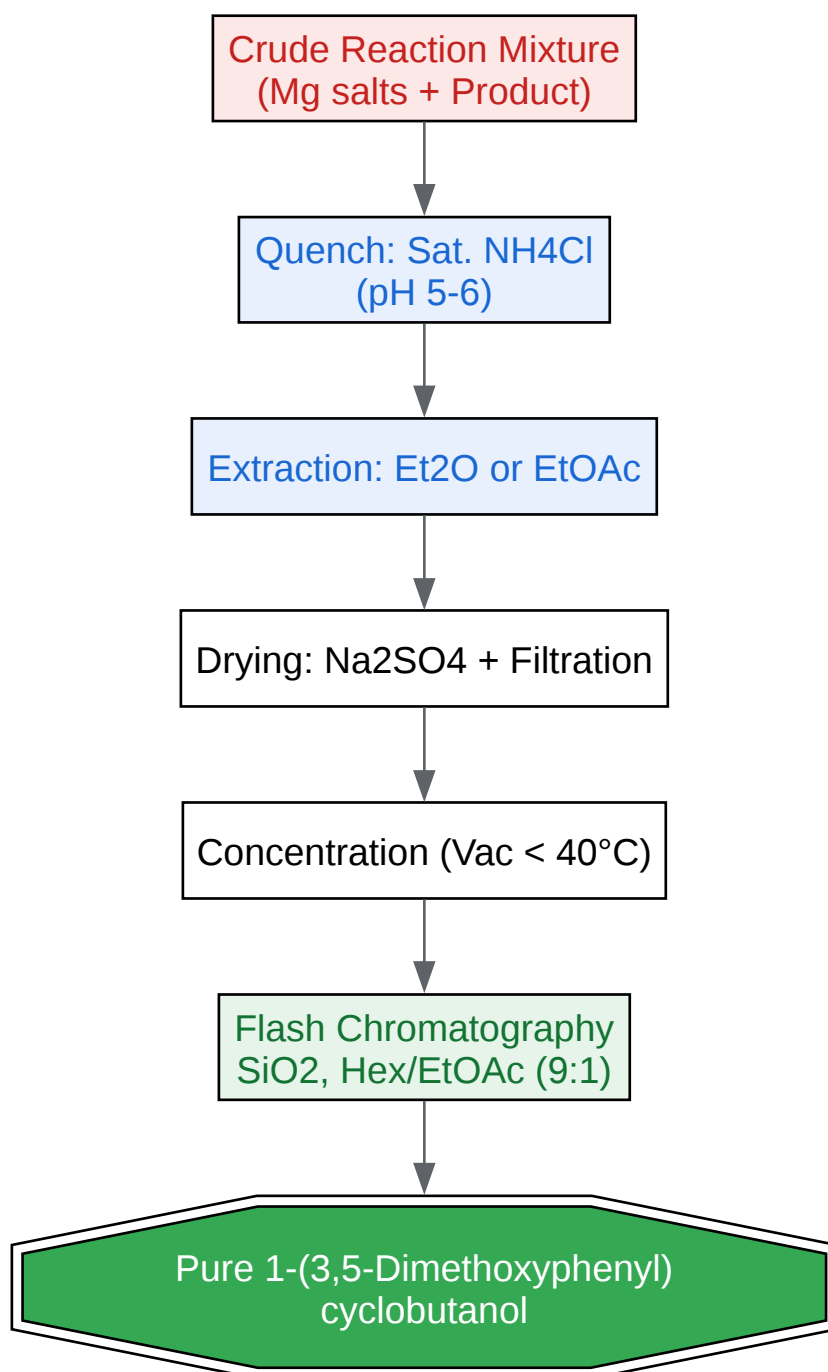 Crude Reaction Mixture
(Mg salts + Product)
Quench: Sat. NH4Cl
(pH 5-6)
Extraction: Et2O or EtOAc
Drying: Na2SO4 + Filtration
Concentration (Vac < 40°C)
Flash Chromatography
SiO2, Hex/EtOAc (9:1)
Pure 1-(3,5-Dimethoxyphenyl)
cyclobutanol